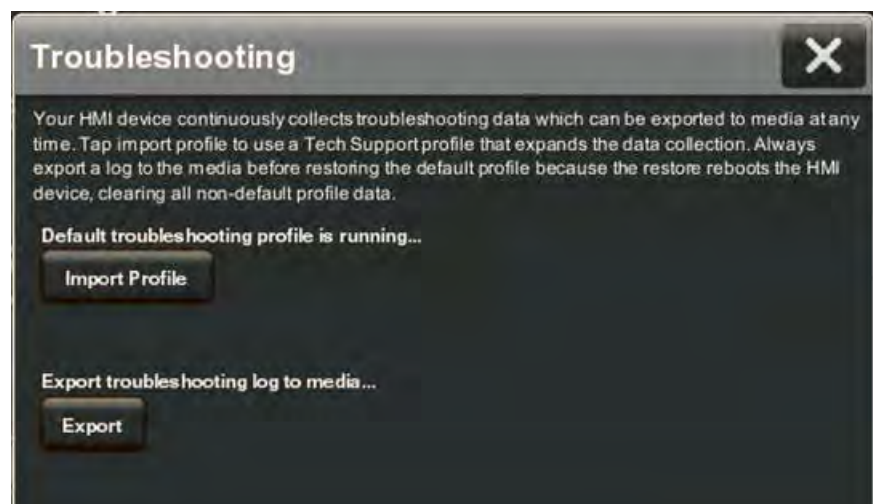 Troubleshooting
Your HMI device continuously collects troubleshooting data which can be exported to media at any
time. Tap import profile to use a Tech Support profile that expands the data collection. Always
export a log to the media before restoring the default profile because the restore reboots the HMI
device, clearing all non-default profile data.
Default troubleshooting profile is running...
Import Profile
Export troubleshooting log to media...
Export